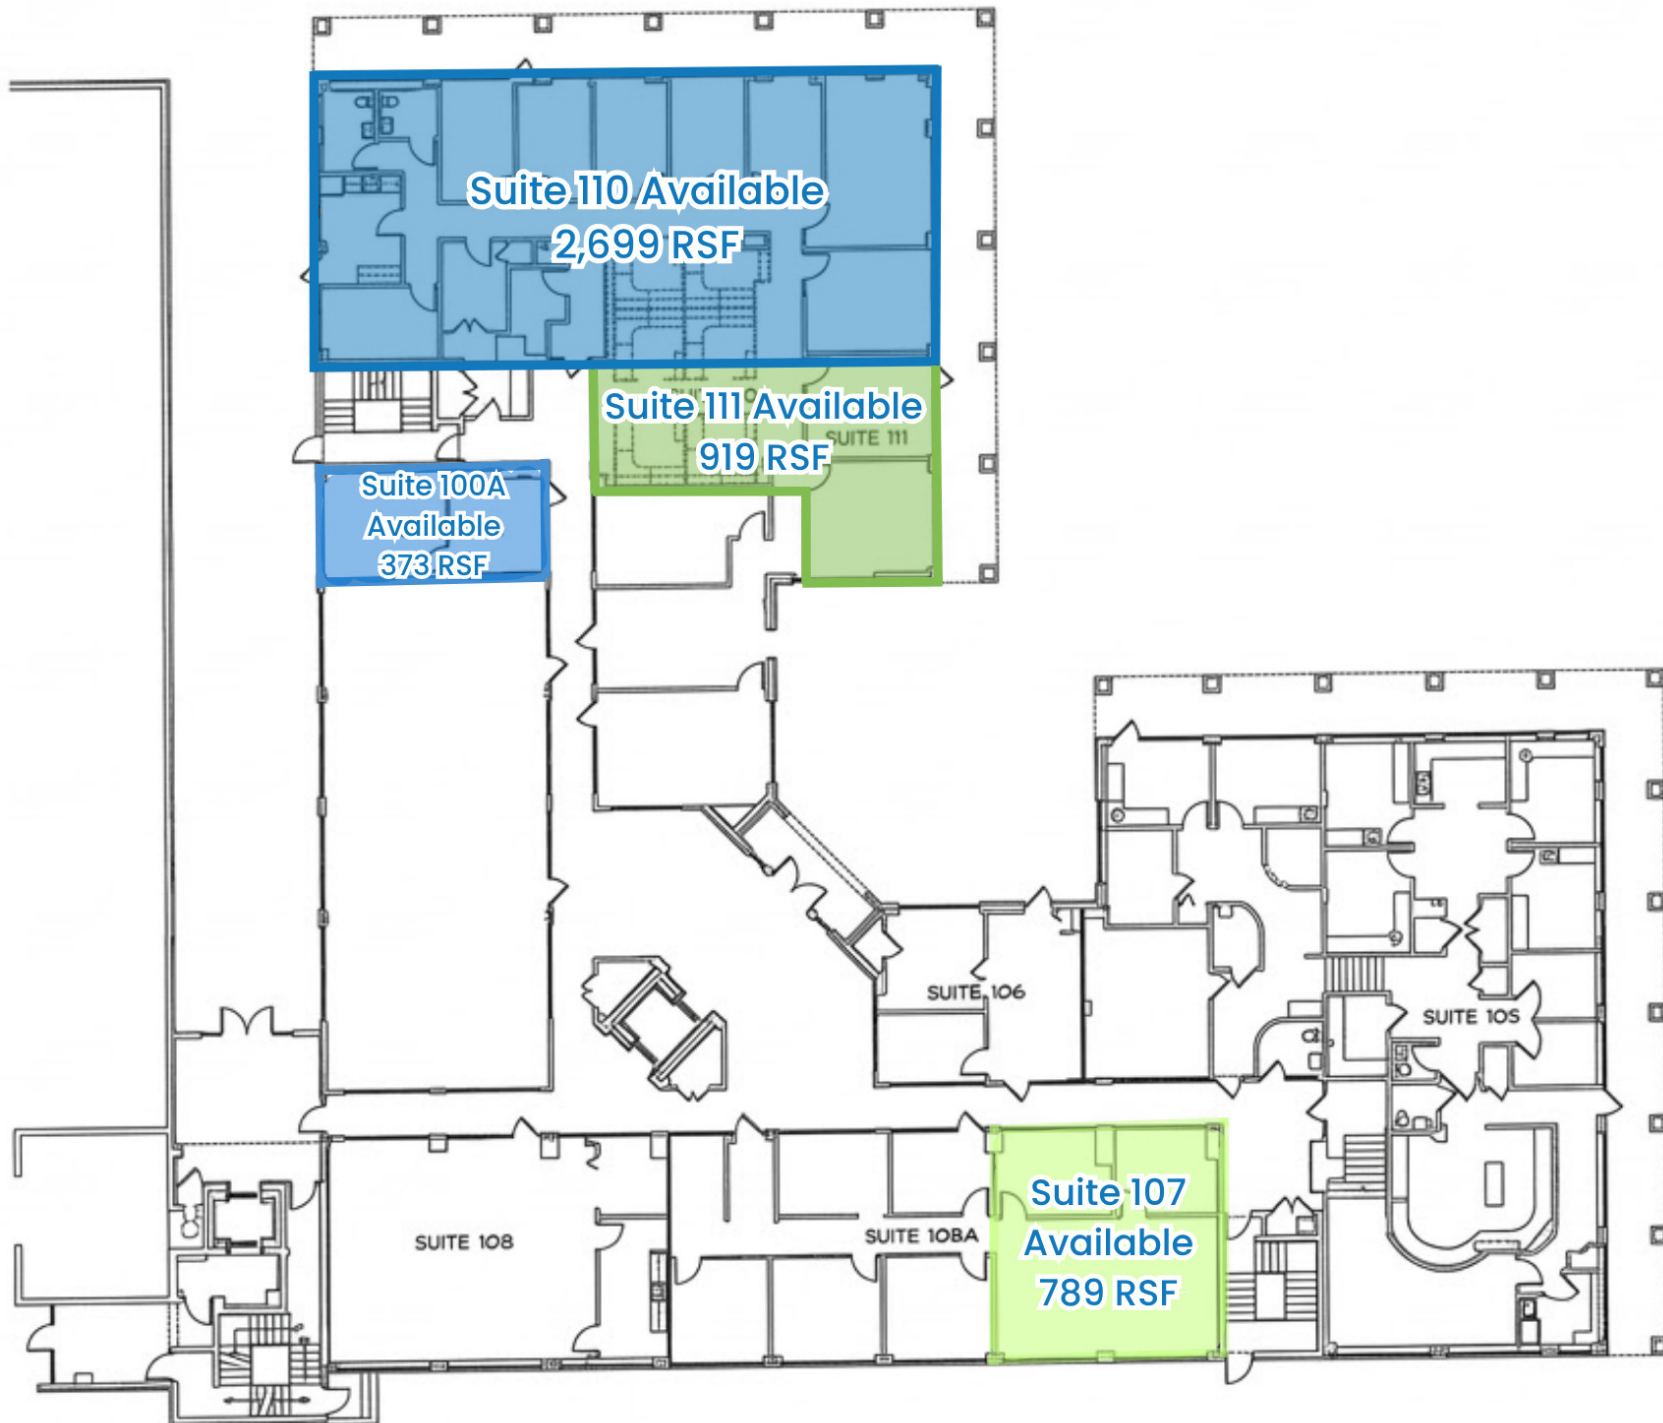 Suite 110 Available
2,699 RSF
Suite 111 Available
919 RSF
SUITE 111
Suite 100A
Available
373 RSF
SUITE 106
SUITE 105
Suite 107
Available
789 RSF
SUITE 108
SUITE 108A